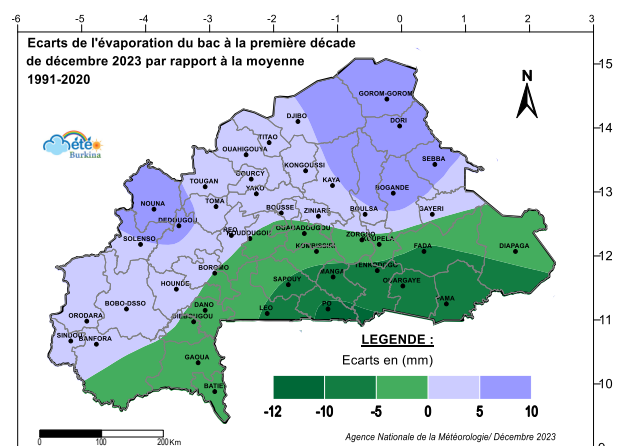 -6 -5 -4 -3 -2 -1 0 1 2 3
Ecarts de l'évaporation du bac à la première décade
de décembre 2023 par rapport à la moyenne
1991-2020
N
15
14
13
12
11
10
9
Météo
Burkina
GOROM-GOROM
DJIBO
DORI
TITAO
OUAHIGOUYA
SEBBA
KONGOUSSI
GOURCY
TOUGAN
KAYA
BOGANDE
YAKO
NOUNA
TOMA
BOUSSE
ZINIARE
BOULSA
GAYERI
DEDOUGOU
REO
KOUDOUGOU
OUAGADOUGOU
ZORGHO
KOUPELA
SOLENSO
KOMBISSIRI
FADA
DIAPAGA
BOROMO
TENKODOGO
MANGA
SAPOUY
OUARGAYE
HOUNDE
BOBO-DSSO
DANO
LEO
PO
PAMA
ORODARA
DIEBOUGOU
SINDOU
BANFORA
GAOUA
BATIE
LEGENDE :
Ecarts en (mm)
-12 -10 -5 0 5 10
0 100 200 Km
Agence Nationale de la Météorologie/ Décembre 2023